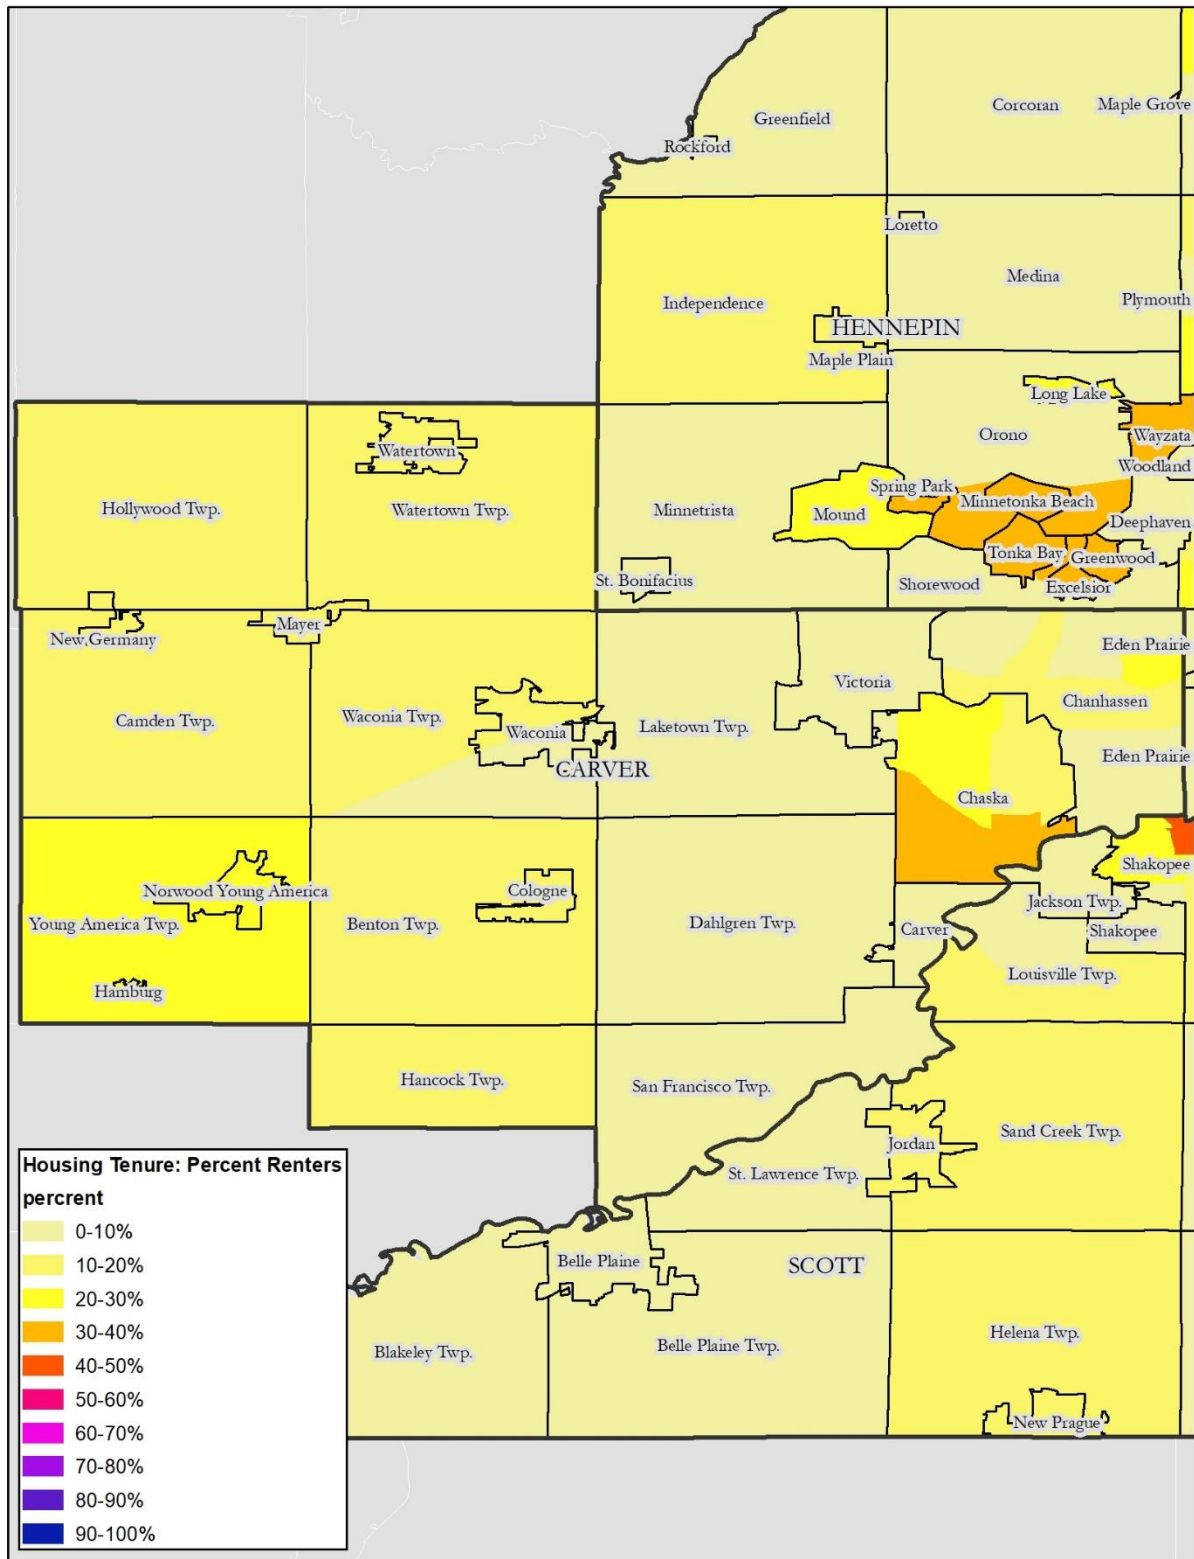 Greenfield
Corcoran
Maple Grove
Rockford
Loretto
Medina
Independence
Plymouth
HENNEPIN
Maple Plain
Long Lake
Orono
Wayzata
Watertown
Woodland
Spring Park
Minnetonka Beach
Hollywood Twp.
Watertown Twp.
Minnetrista
Mound
Deephaven
Tonka Bay
Greenwood
St. Bonifacius
Shorewood
Excelsior
New Germany
Mayer
Eden Prairie
Victoria
Chanhassen
Camden Twp.
Waconia Twp.
Waconia
Laketown Twp.
Eden Prairie
CARVER
Chaska
Shakopee
Norwood Young America
Cologne
Jackson Twp.
Young America Twp.
Benton Twp.
Dahlgren Twp.
Carver
Shakopee
Louisville Twp.
Hamburg
Hancock Twp.
San Francisco Twp.
Sand Creek Twp.
Jordan
St. Lawrence Twp.
Belle Plaine
SCOTT
Helena Twp.
Blakeley Twp.
Belle Plaine Twp.
New Prague
Housing Tenure: Percent Renters
percrent
0-10%
10-20%
20-30%
30-40%
40-50%
50-60%
60-70%
70-80%
80-90%
90-100%